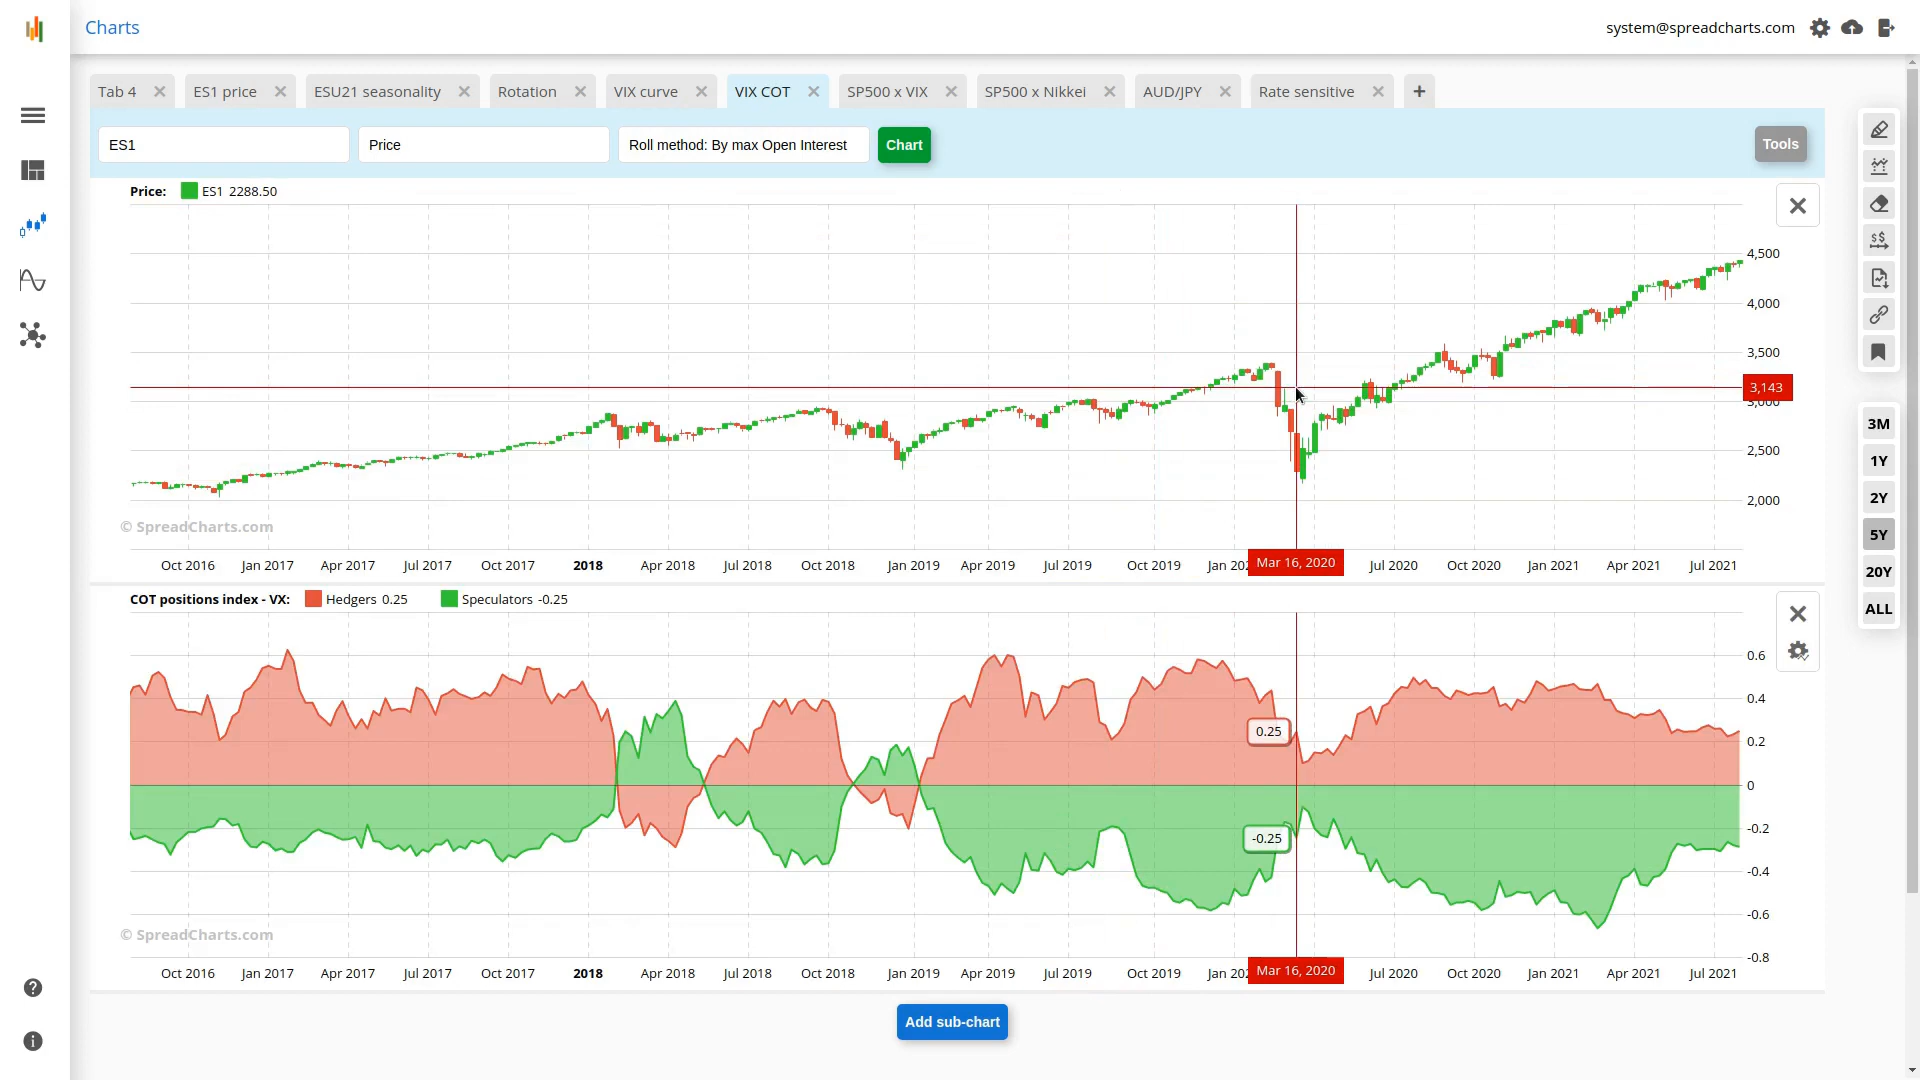 Charts
system@spreadcharts.com
Tab 4 ES1 price ESU21 seasonality Rotation VIX curve VIX COT SP500 x VIX SP500 x Nikkei AUD/JPY Rate sensitive +
ES1 Price Roll method: By max Open Interest Chart Tools
Price: ES1 2288.50
4,500
4,000
3,500
3,143
3,000
2,500
2,000
© SpreadCharts.com
Oct 2016 Jan 2017 Apr 2017 Jul 2017 Oct 2017 2018 Apr 2018 Jul 2018 Oct 2018 Jan 2019 Apr 2019 Jul 2019 Oct 2019 Jan 202 Mar 16, 2020 Jul 2020 Oct 2020 Jan 2021 Apr 2021 Jul 2021
COT positions index - VX: Hedgers 0.25 Speculators -0.25
0.6
0.4
0.25
0.2
0
-0.2
-0.25
-0.4
-0.6
© SpreadCharts.com
-0.8
Oct 2016 Jan 2017 Apr 2017 Jul 2017 Oct 2017 2018 Apr 2018 Jul 2018 Oct 2018 Jan 2019 Apr 2019 Jul 2019 Oct 2019 Jan 202 Mar 16, 2020 Jul 2020 Oct 2020 Jan 2021 Apr 2021 Jul 2021
Add sub-chart
3M
1Y
2Y
5Y
20Y
ALL